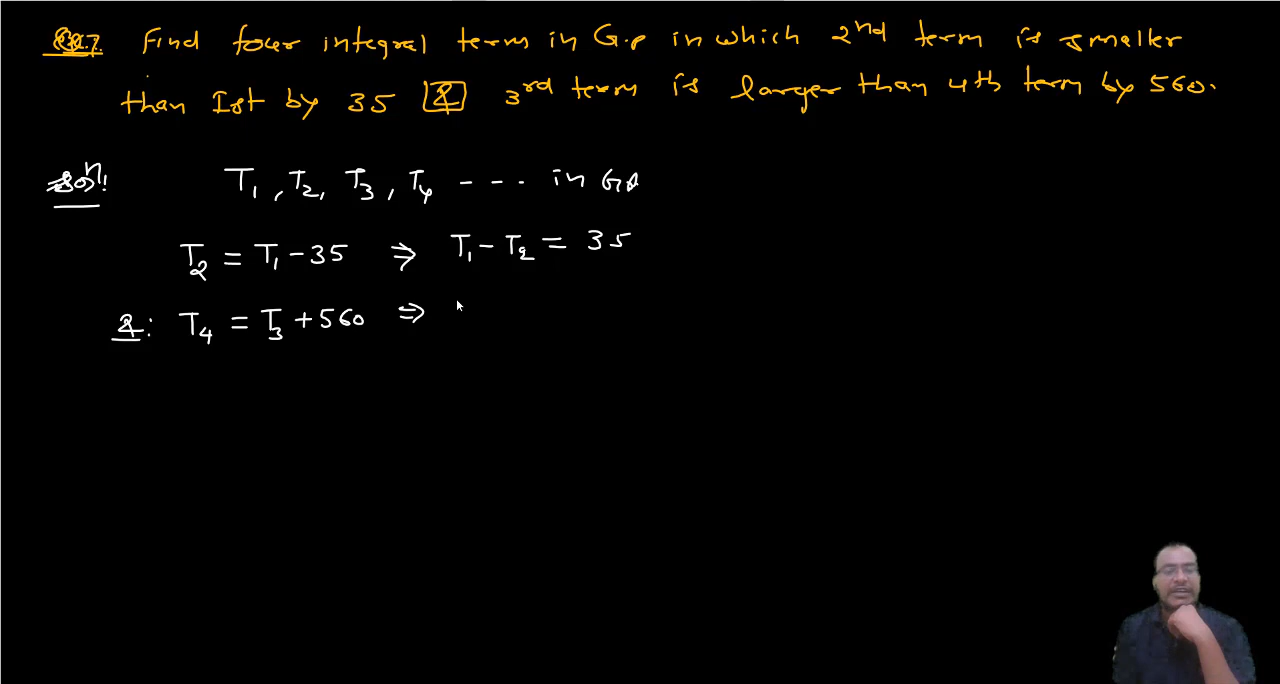 Find four integral term in G.P in which 2nd term is smaller
than Ist by 35 & 3rd term is larger than 4th term by 560.
Soln:
T1, T2, T3, T4 --- in GP
T2 = T1 - 35 ⇒ T1 - T2 = 35
&: T4 = T3 + 560 ⇒